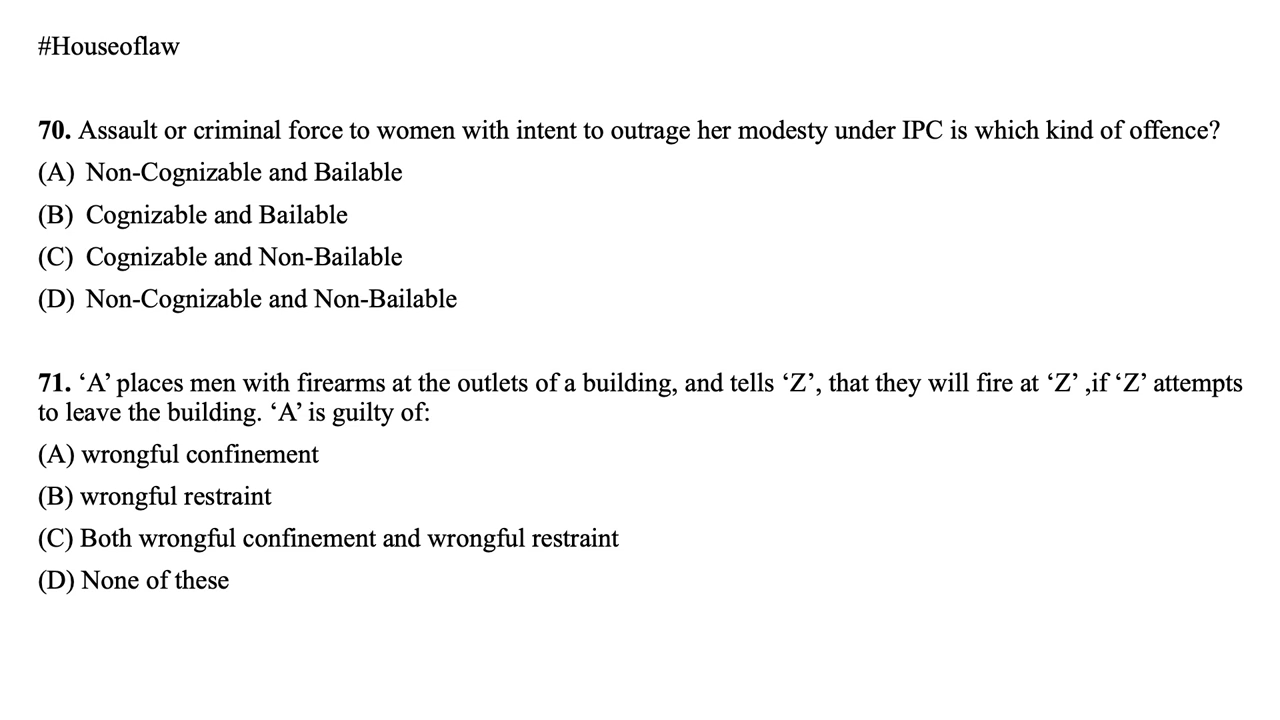 #Houseoflaw
70. Assault or criminal force to women with intent to outrage her modesty under IPC is which kind of offence?
(A) Non-Cognizable and Bailable
(B) Cognizable and Bailable
(C) Cognizable and Non-Bailable
(D) Non-Cognizable and Non-Bailable
71. ‘A’ places men with firearms at the outlets of a building, and tells ‘Z’, that they will fire at ‘Z’ ,if ‘Z’ attempts
to leave the building. ‘A’ is guilty of:
(A) wrongful confinement
(B) wrongful restraint
(C) Both wrongful confinement and wrongful restraint
(D) None of these